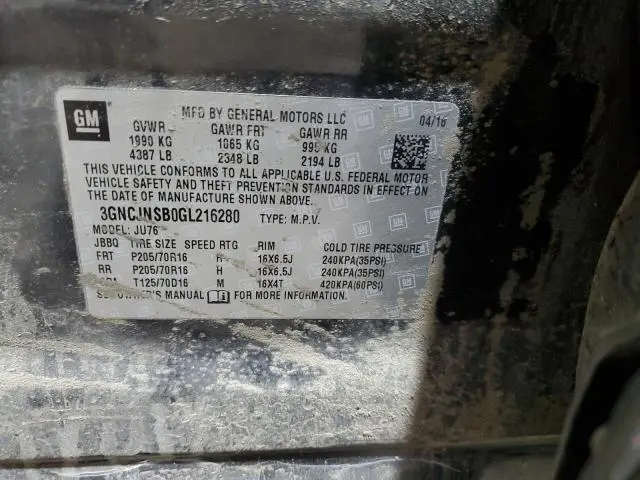 GM
MFD BY GENERAL MOTORS LLC
04/16
GVWR GAWR FRT GAWR RR
1990 KG 1065 KG 995 KG
4387 LB 2348 LB 2194 LB
THIS VEHICLE CONFORMS TO ALL APPLICABLE U.S. FEDERAL MOTOR
VEHICLE SAFETY AND THEFT PREVENTION STANDARDS IN EFFECT ON
THE DATE OF MANUFACTURE SHOWN ABOVE.
3GNCJNSB0GL216280 TYPE: M.P.V.
MODEL: JU76
JBBQ TIRE SIZE SPEED RTG RIM COLD TIRE PRESSURE
FRT P205/70R16 H 16X6.5J 240KPA(35PSI)
RR P205/70R16 H 16X6.5J 240KPA(35PSI)
T125/70D16 M 16X4T 420KPA(60PSI)
OWNER'S MANUAL FOR MORE INFORMATION